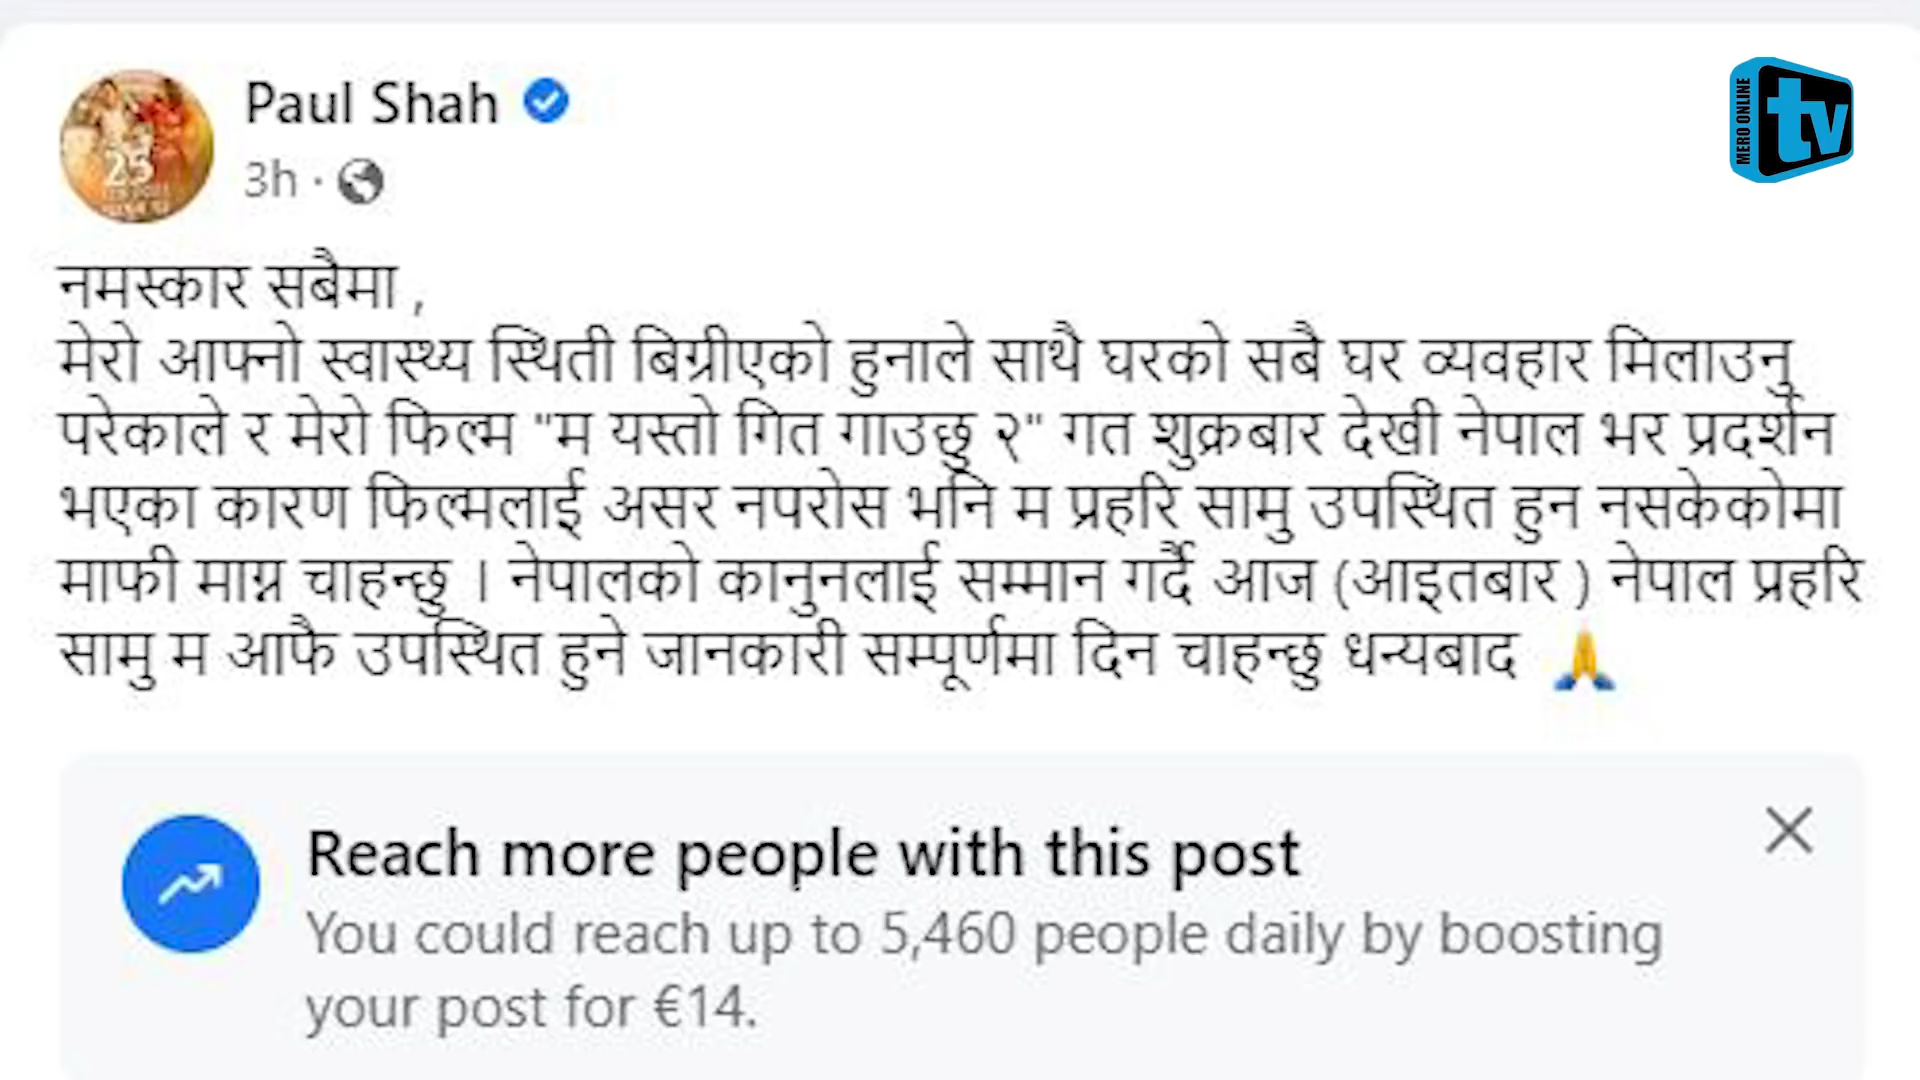 Paul Shah
3h ·
MERO ONLINE tv
नमस्कार सबैमा ,
मेरो आफ्नो स्वास्थ्य स्थिती बिग्रीएको हुनाले साथै घरको सबै घर व्यवहार मिलाउनु
परेकाले र मेरो फिल्म "म यस्तो गित गाउछु २" गत शुक्रबार देखी नेपाल भर प्रदर्शन
भएका कारण फिल्मलाई असर नपरोस भनि म प्रहरि सामु उपस्थित हुन नसकेकोमा
माफी माग्न चाहन्छु । नेपालको कानुनलाई सम्मान गर्दै आज (आइतबार ) नेपाल प्रहरि
सामु म आफै उपस्थित हुने जानकारी सम्पूर्णमा दिन चाहन्छु धन्यबाद 🙏
Reach more people with this post
You could reach up to 5,460 people daily by boosting
your post for €14.